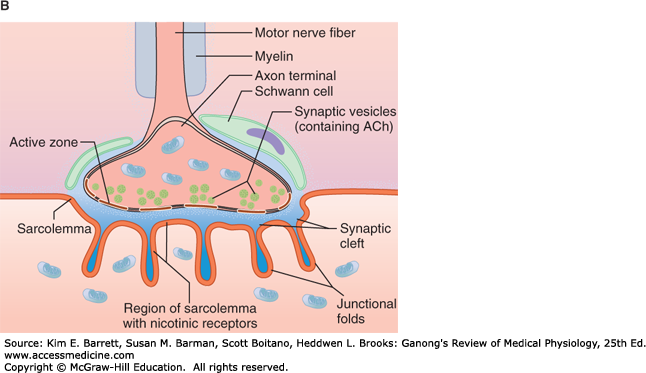 B
Motor nerve fiber
Myelin
Axon terminal
Schwann cell
Synaptic vesicles
(containing ACh)
Active zone
Sarcolemma
Synaptic
cleft
Region of sarcolemma
with nicotinic receptors
Junctional
folds
Source: Kim E. Barrett, Susan M. Barman, Scott Boitano, Heddwen L. Brooks: Ganong's Review of Medical Physiology, 25th Ed.
www.accessmedicine.com
Copyright © McGraw-Hill Education.  All rights reserved.